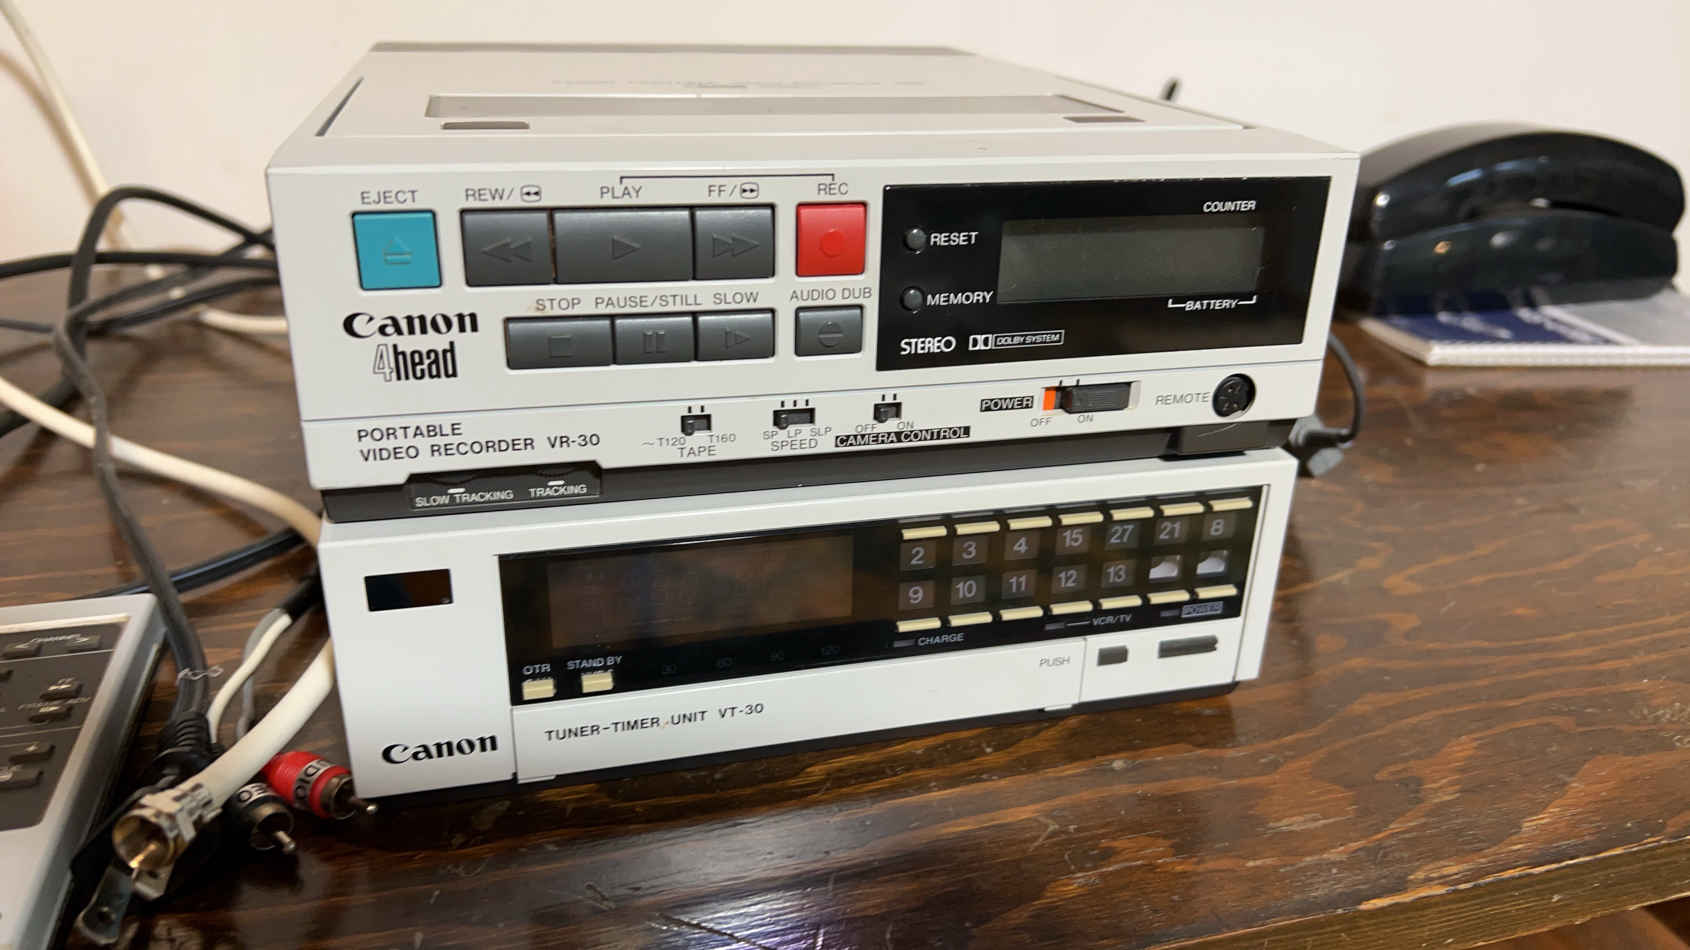 EJECT
REW/
PLAY
FF/
REC
STOP
PAUSE/STILL
SLOW
AUDIO DUB
Canon
4head
COUNTER
RESET
MEMORY
BATTERY
STEREO
DOLBY SYSTEM
PORTABLE
VIDEO RECORDER VR-30
~T120 T160
TAPE
SP LP SLP
SPEED
OFF ON
CAMERA CONTROL
POWER
OFF ON
REMOTE
SLOW TRACKING
TRACKING
2 3 4 15 27 21 8
9 10 11 12 13
CHARGE
VCR/TV
POWER
OTR
STAND BY
30 60 90 120
PUSH
TUNER-TIMER UNIT VT-30
Canon